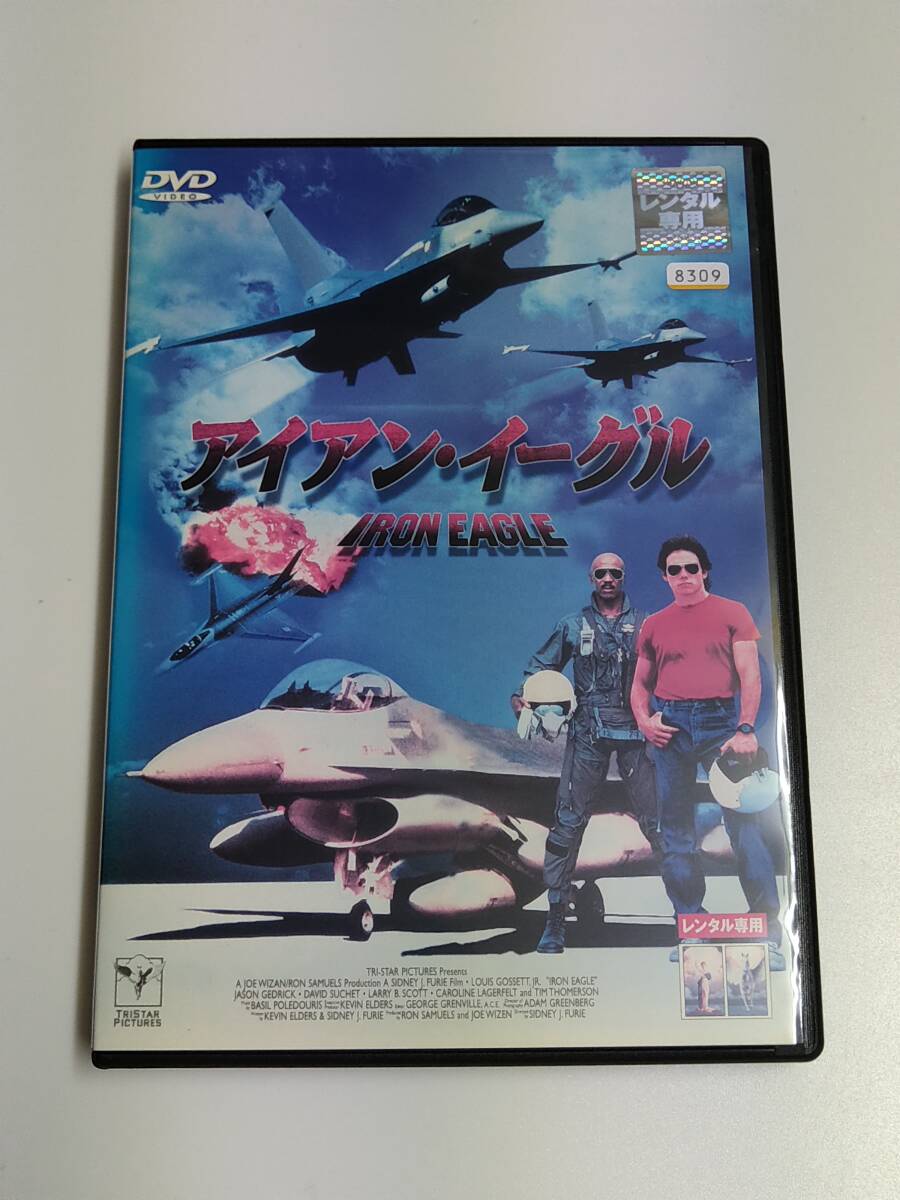 DVD
VIDEO
レンタル
専用
8309
アイアン・イーグル
IRON EAGLE
レンタル専用
TRI-STAR PICTURES Presents
A JOE WIZAN/RON SAMUELS Production A SIDNEY J. FURIE Film · LOUIS GOSSETT, JR. "IRON EAGLE"
JASON GEDRICK · DAVID SUCHET · LARRY B. SCOTT · CAROLINE LAGERFELT and TIM THOMERSON
BASIL POLEDOURIS KEVIN ELDERS GEORGE GRENVILLE, A.C.E. ADAM GREENBERG
KEVIN ELDERS & SIDNEY J. FURIE RON SAMUELS and JOE WIZEN SIDNEY J. FURIE
TRISTAR
PICTURES